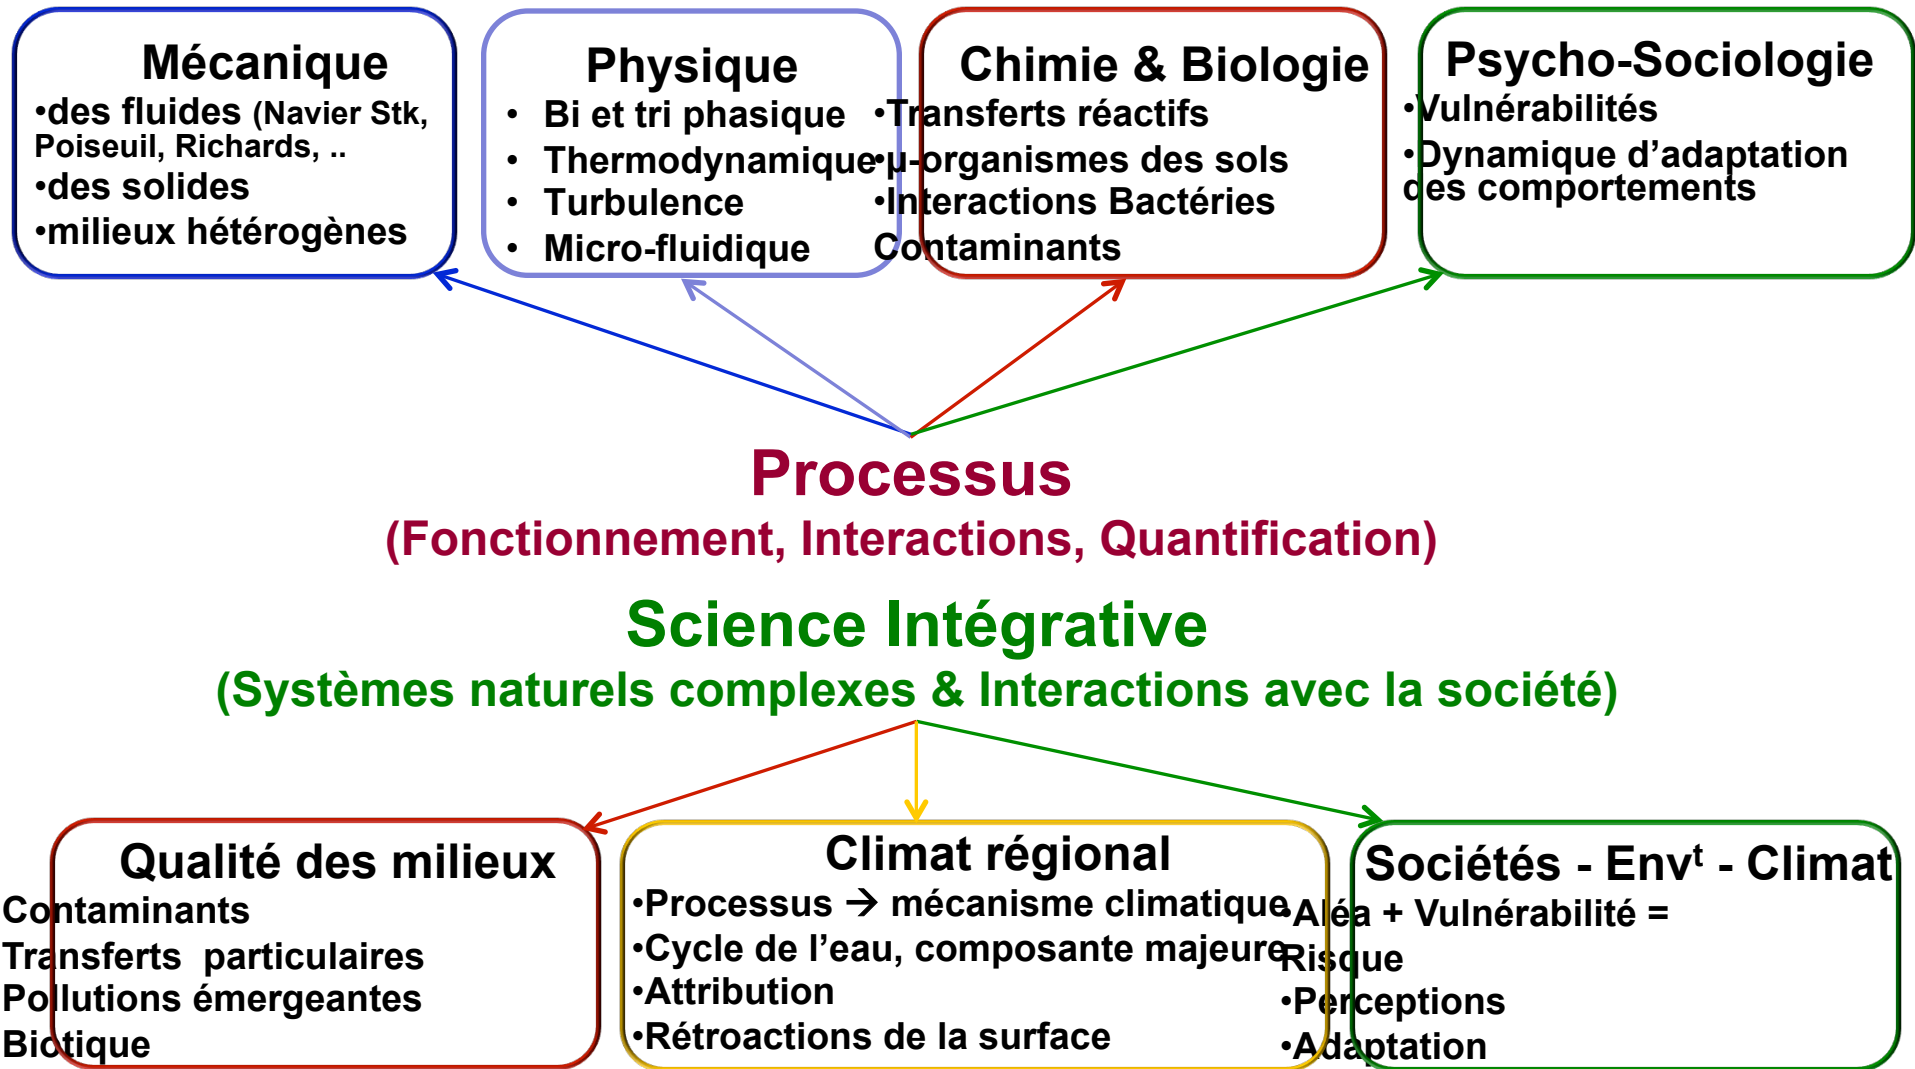 Mécanique
•des fluides (Navier Stk,
Poiseuil, Richards, ..
•des solides
•milieux hétérogènes
Physique
• Bi et tri phasique
• Thermodynamique
• Turbulence
• Micro-fluidique
Chimie & Biologie
•Transferts réactifs
•µ-organismes des sols
•Interactions Bactéries
Contaminants
Psycho-Sociologie
•Vulnérabilités
•Dynamique d’adaptation
des comportements
Processus
(Fonctionnement, Interactions, Quantification)
Science Intégrative
(Systèmes naturels complexes & Interactions avec la société)
Qualité des milieux
Contaminants
Transferts particulaires
Pollutions émergeantes
Biotique
Climat régional
•Processus → mécanisme climatique
•Cycle de l’eau, composante majeure
•Attribution
•Rétroactions de la surface
Sociétés - Envᵗ - Climat
•Aléa + Vulnérabilité =
Risque
•Perceptions
•Adaptation